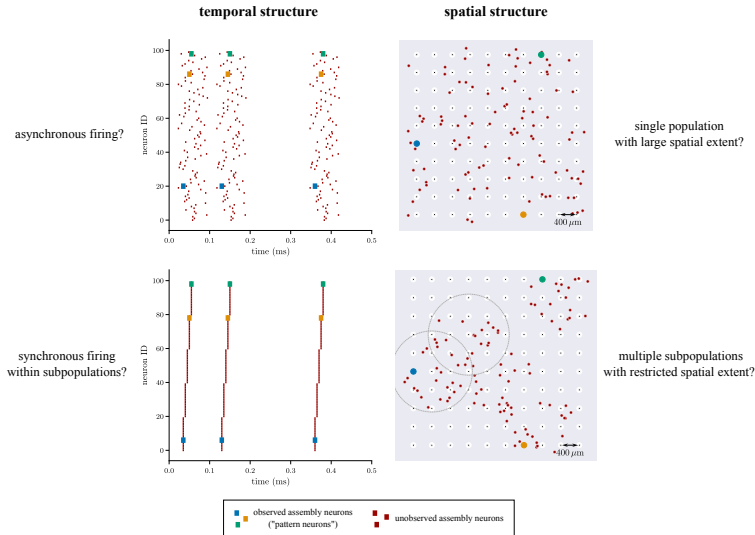 temporal structure
spatial structure
asynchronous firing?
neuron ID
100
80
60
40
20
0
0.0 0.1 0.2 0.3 0.4 0.5
time (ms)
400 μm
single population
with large spatial extent?
synchronous firing
within subpopulations?
neuron ID
100
80
60
40
20
0
0.0 0.1 0.2 0.3 0.4 0.5
time (ms)
400 μm
multiple subpopulations
with restricted spatial extent?
observed assembly neurons
("pattern neurons")
unobserved assembly neurons